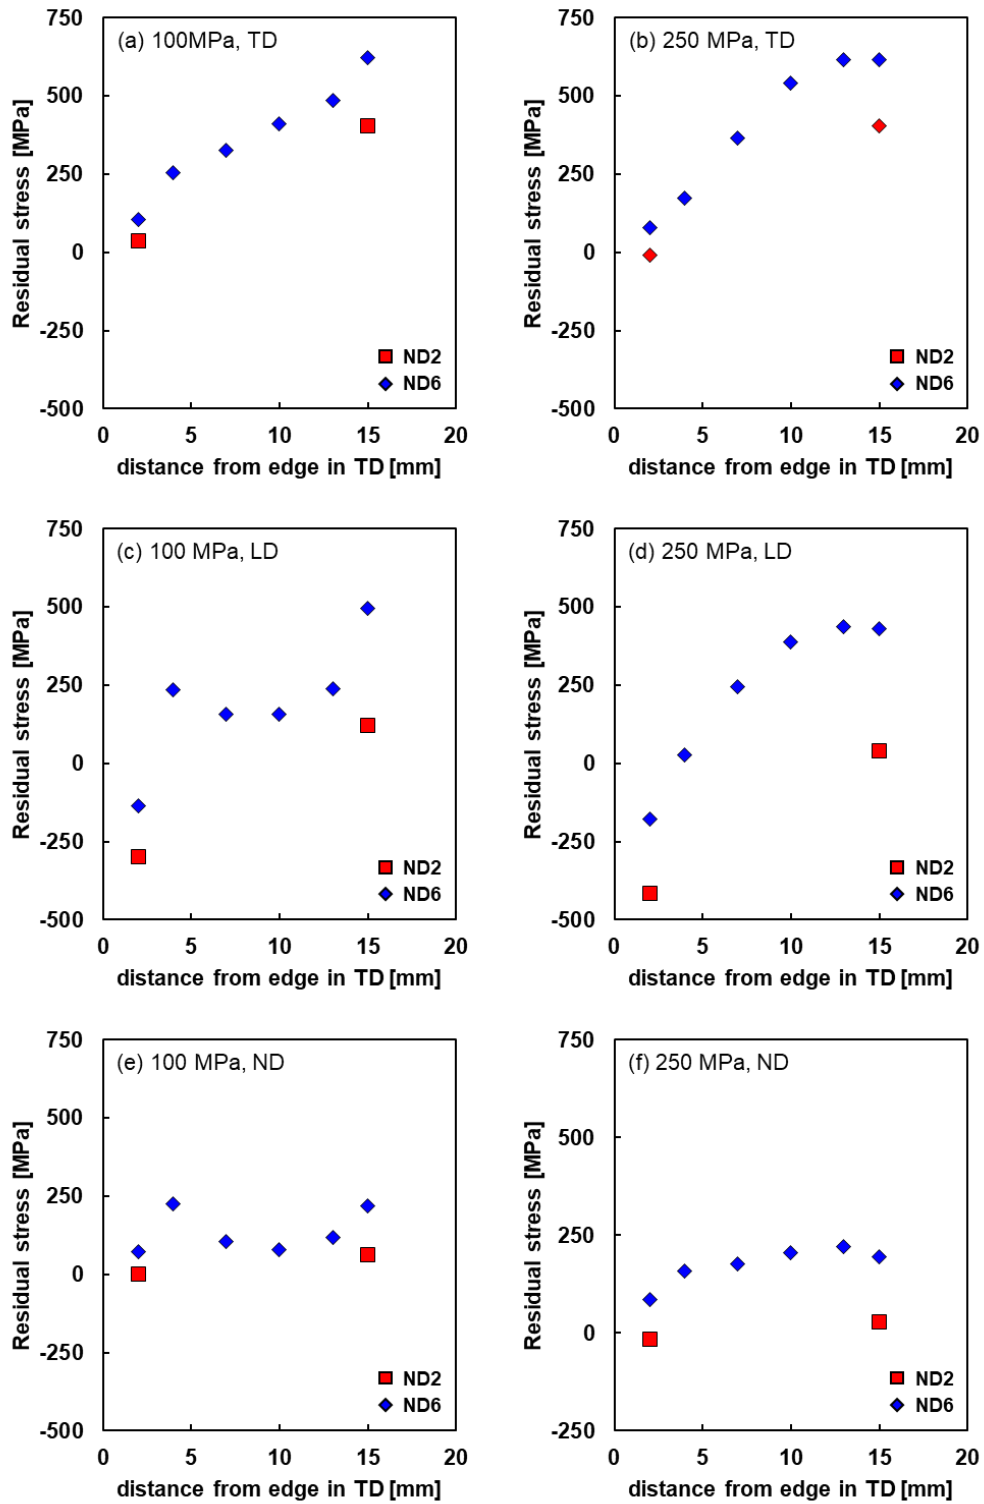 (a) 100MPa, TD
750
500
250
0
-250
-500
Residual stress [MPa]
ND2
ND6
0 5 10 15 20
distance from edge in TD [mm]
(b) 250 MPa, TD
750
500
250
0
-250
-500
Residual stress [MPa]
ND2
ND6
0 5 10 15 20
distance from edge in TD [mm]
(c) 100 MPa, LD
750
500
250
0
-250
-500
Residual stress [MPa]
ND2
ND6
0 5 10 15 20
distance from edge in TD [mm]
(d) 250 MPa, LD
750
500
250
0
-250
-500
Residual stress [MPa]
ND2
ND6
0 5 10 15 20
distance from edge in TD [mm]
(e) 100 MPa, ND
750
500
250
0
-250
-500
Residual stress [MPa]
ND2
ND6
0 5 10 15 20
distance from edge in TD [mm]
(f) 250 MPa, ND
750
500
250
0
-250
Residual stress [MPa]
ND2
ND6
0 5 10 15 20
distance from edge in TD [mm]